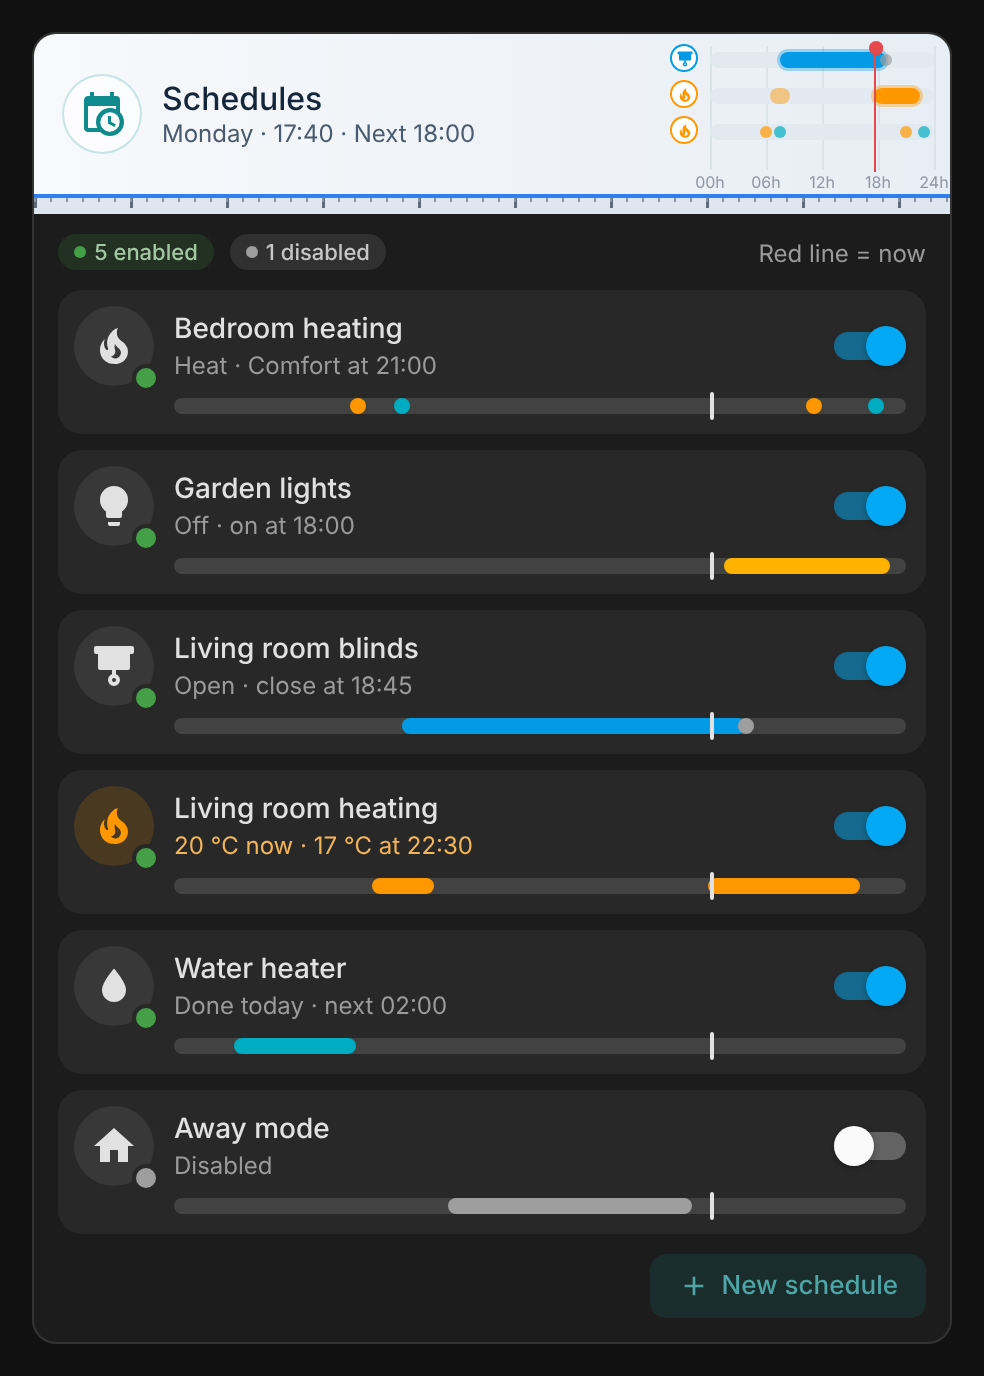 Schedules
Monday · 17:40 · Next 18:00
00h 06h 12h 18h 24h
5 enabled
1 disabled
Red line = now
Bedroom heating
Heat · Comfort at 21:00
Garden lights
Off · on at 18:00
Living room blinds
Open · close at 18:45
Living room heating
20 °C now · 17 °C at 22:30
Water heater
Done today · next 02:00
Away mode
Disabled
+ New schedule